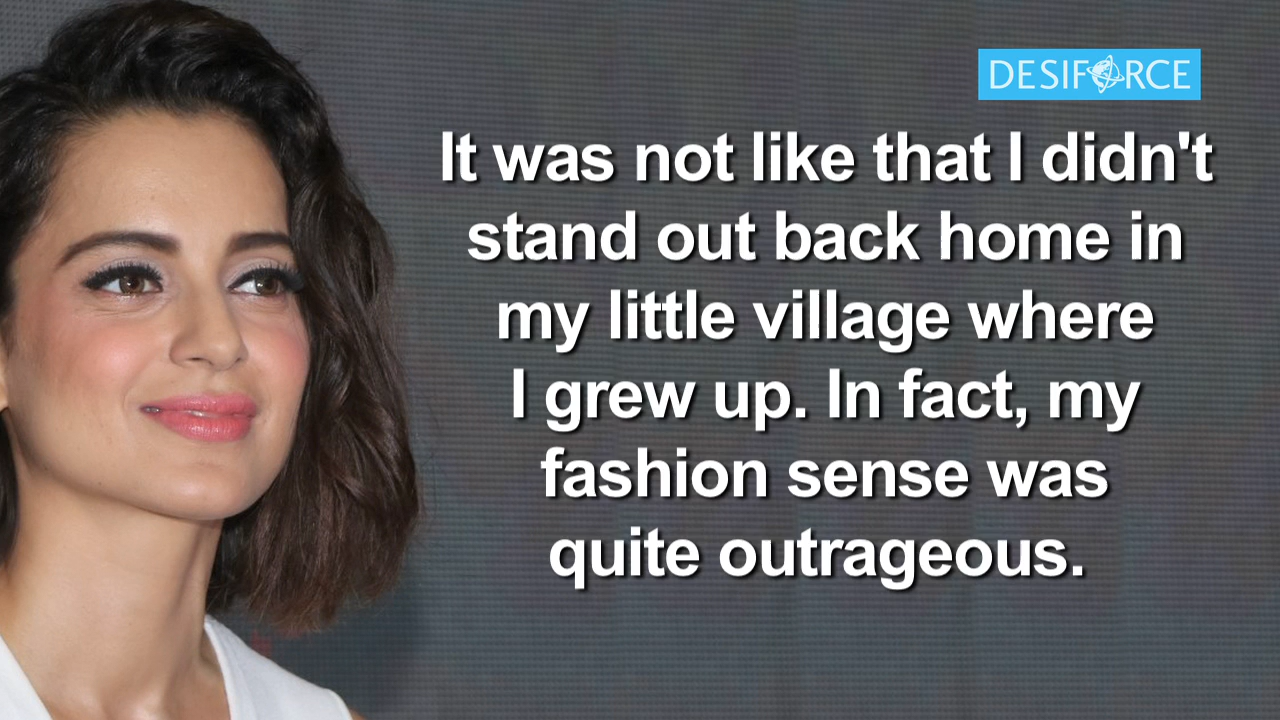 DESIFORCE
It was not like that I didn't
stand out back home in
my little village where
I grew up. In fact, my
fashion sense was
quite outrageous.